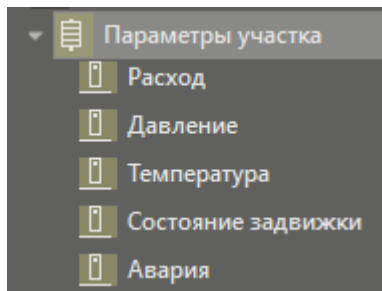 Параметры участка
Расход
Давление
Температура
Состояние задвижки
Авария